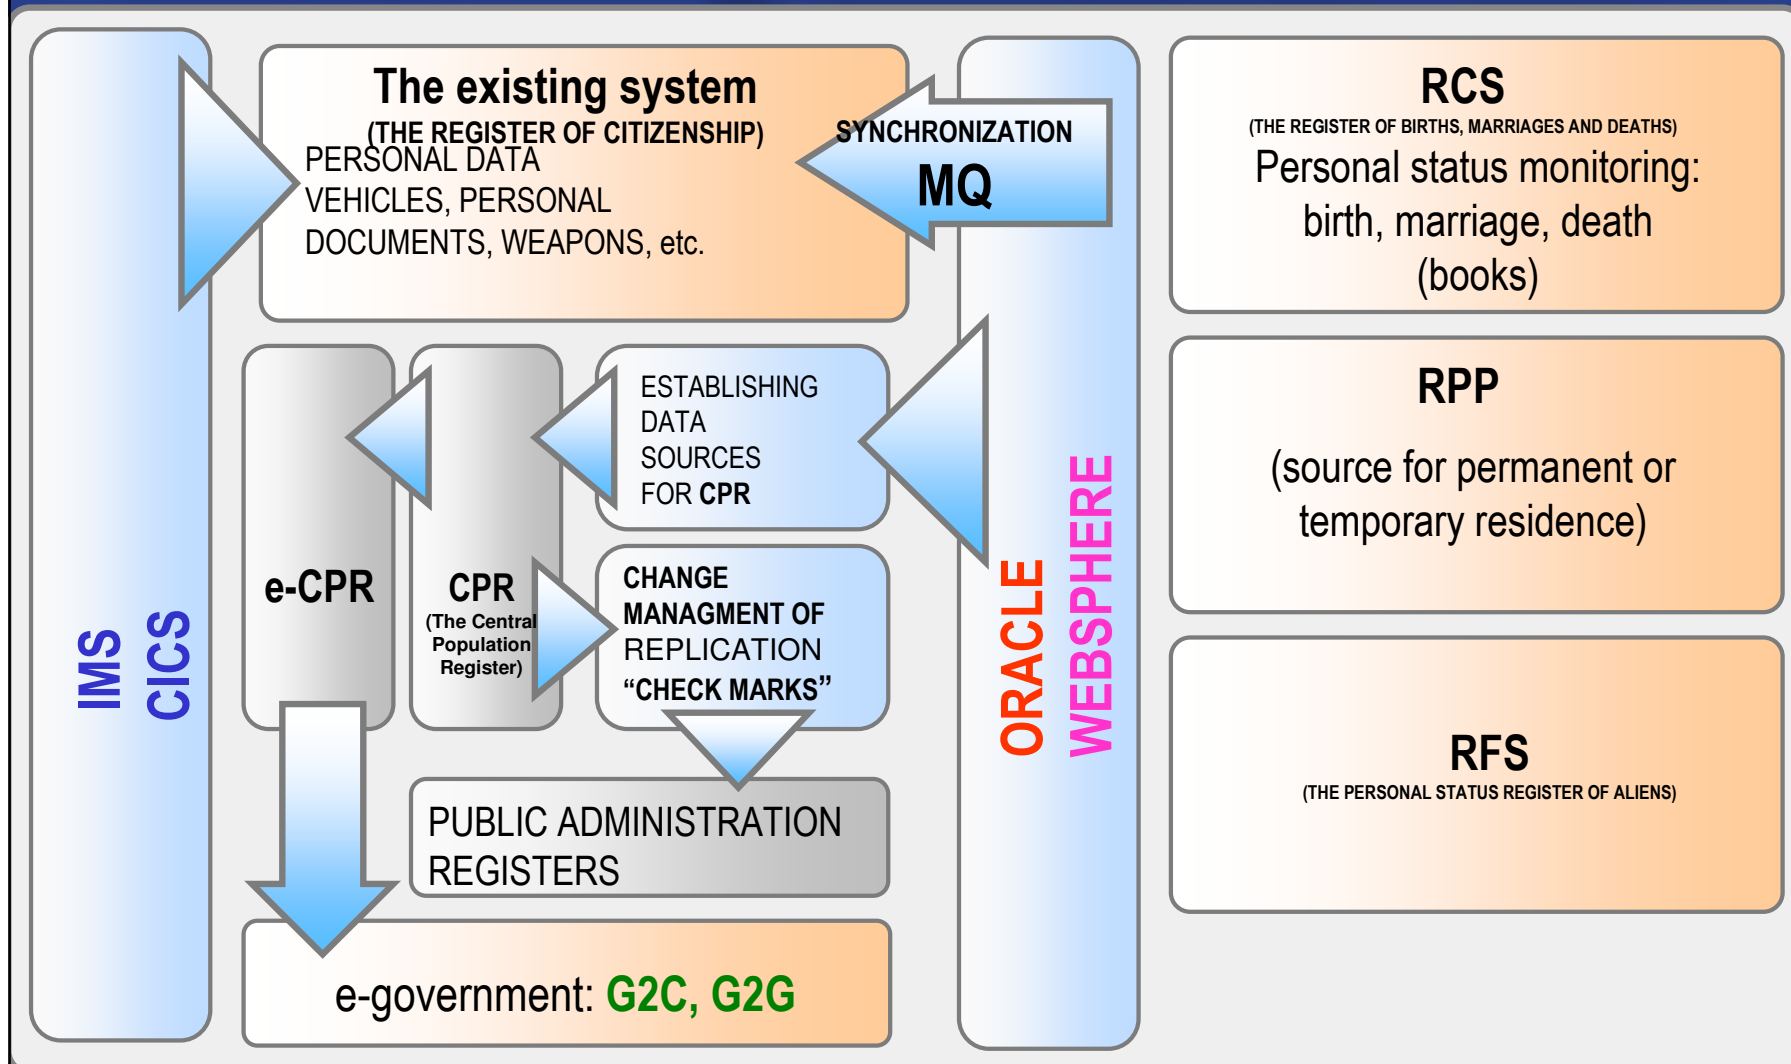 The existing system
(THE REGISTER OF CITIZENSHIP)
PERSONAL DATA
VEHICLES, PERSONAL
DOCUMENTS, WEAPONS, etc.
SYNCHRONIZATION
MQ
RCS
(THE REGISTER OF BIRTHS, MARRIAGES AND DEATHS)
Personal status monitoring:
birth, marriage, death
(books)
ESTABLISHING
DATA
SOURCES
FOR CPR
RPP
(source for permanent or
temporary residence)
e-CPR
CPR
(The Central
Population
Register)
CHANGE
MANAGMENT OF
REPLICATION
“CHECK MARKS”
IMS
CICS
ORACLE
WEBSPHERE
RFS
(THE PERSONAL STATUS REGISTER OF ALIENS)
PUBLIC ADMINISTRATION
REGISTERS
e-government: G2C, G2G